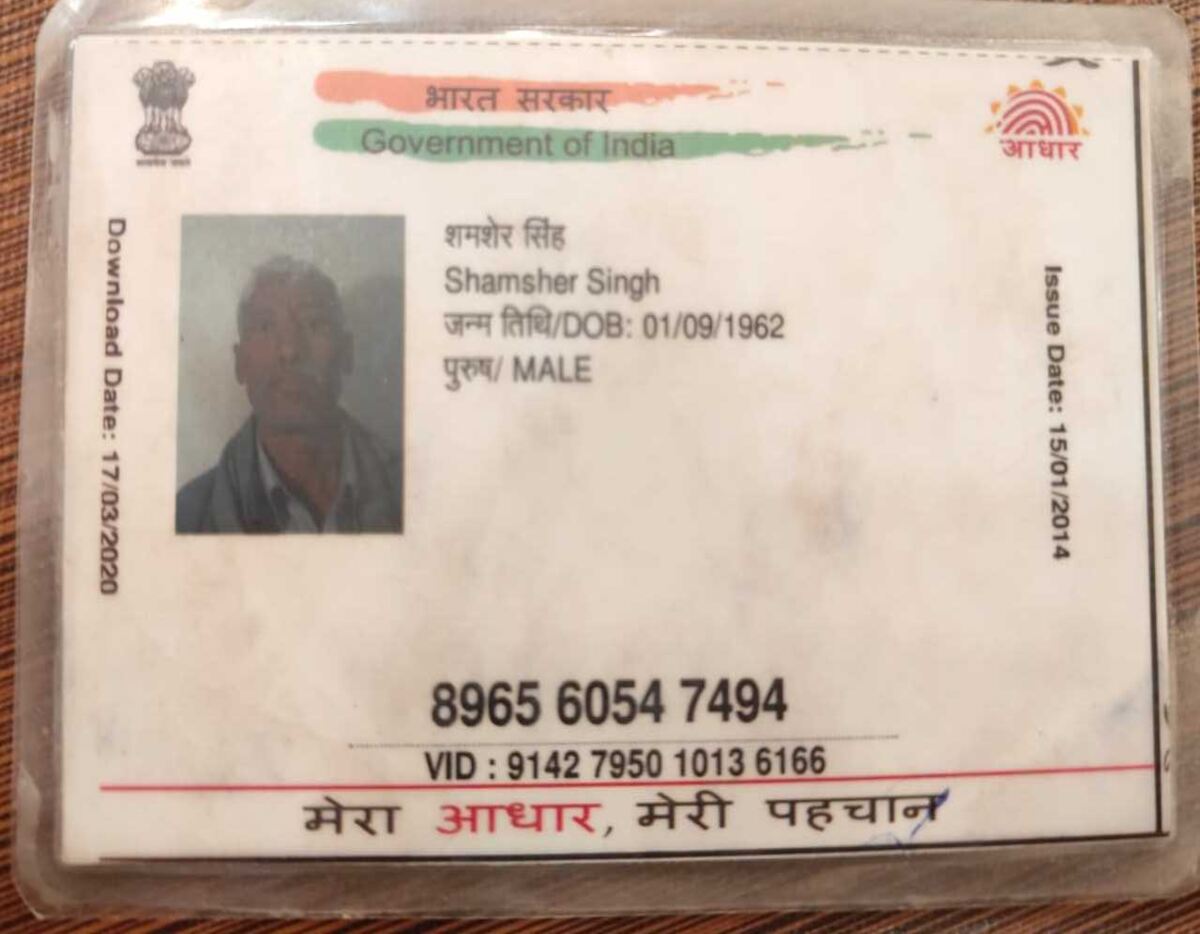 भारत सरकार
Government of India
आधार
Download Date: 17/03/2020
शमशेर सिंह
Shamsher Singh
जन्म तिथि/DOB: 01/09/1962
पुरुष/ MALE
Issue Date: 15/01/2014
8965 6054 7494
VID : 9142 7950 1013 6166
मेरा आधार, मेरी पहचान